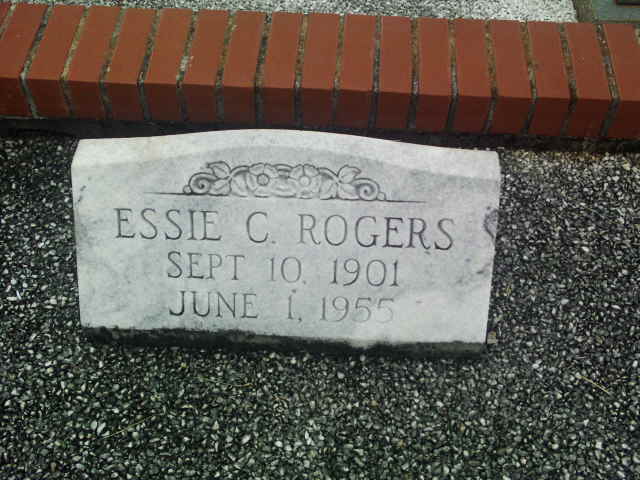 ESSIE C. ROGERS
SEPT 10, 1901
JUNE 1, 1955